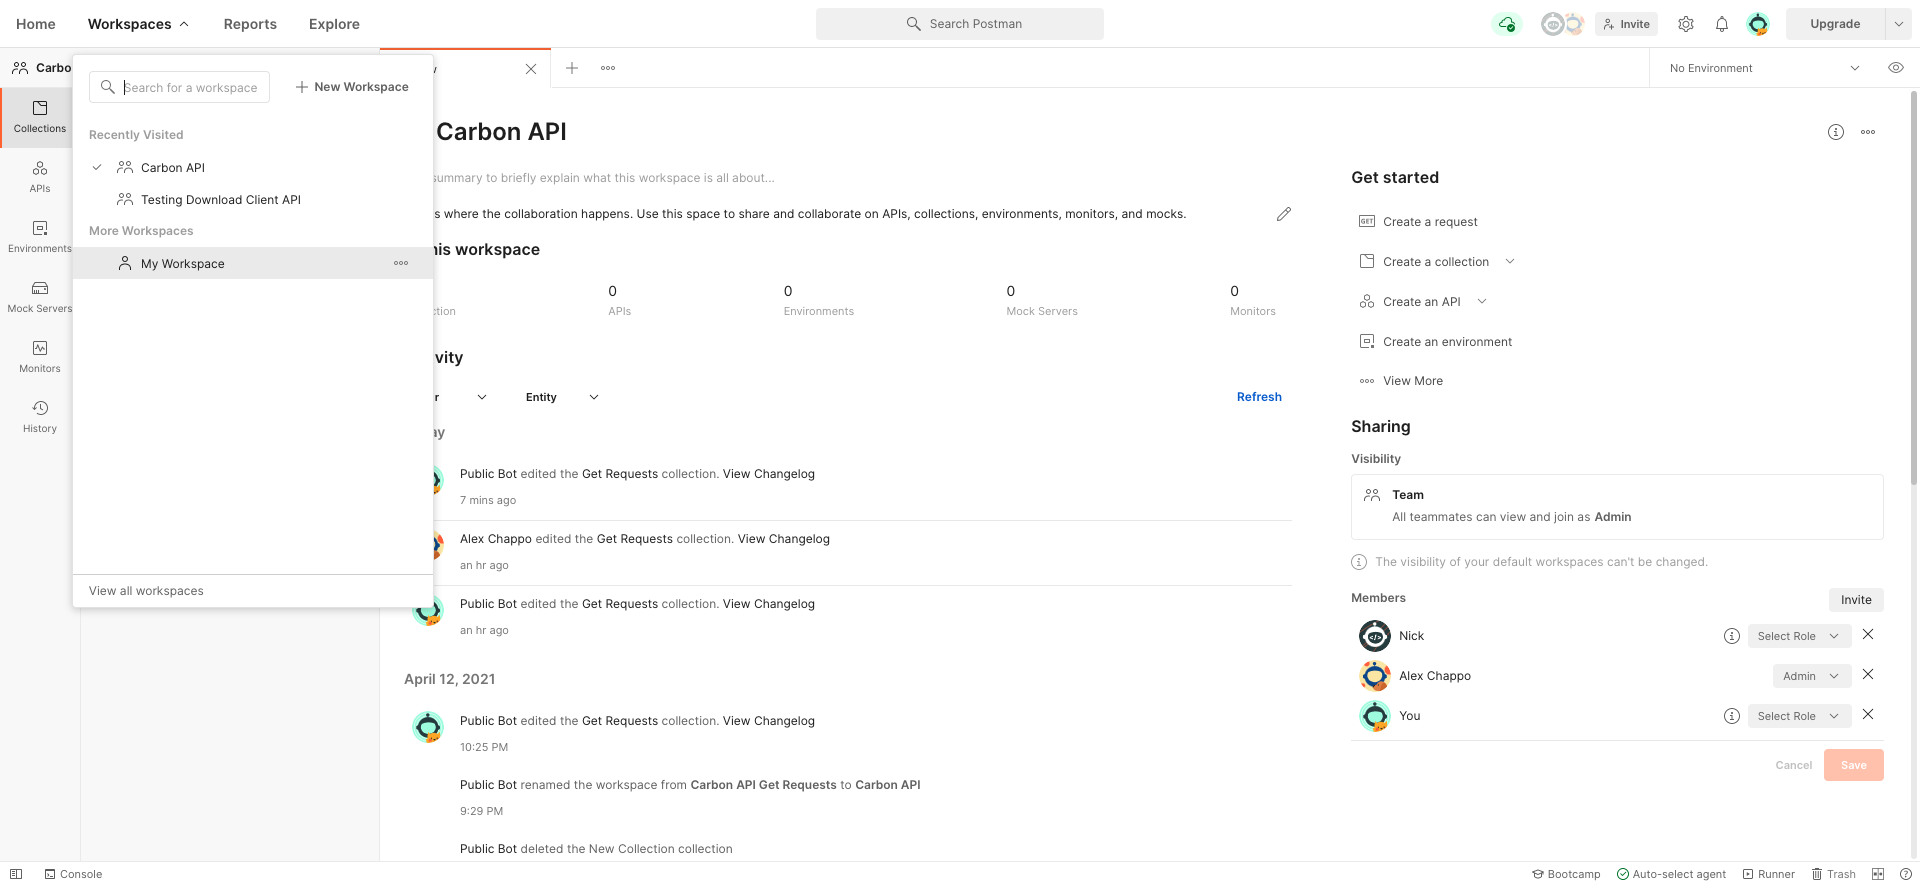 Home
Workspaces
Reports
Explore
Search Postman
Invite
Upgrade
Carbo
w
No Environment
Search for a workspace
New Workspace
Recently Visited
Carbon API
Testing Download Client API
More Workspaces
My Workspace
View all workspaces
Collections
APIs
Environments
Mock Servers
Monitors
History
Carbon API
summary to briefly explain what this workspace is all about...
s where the collaboration happens. Use this space to share and collaborate on APIs, collections, environments, monitors, and mocks.
his workspace
ction
0
APIs
0
Environments
0
Mock Servers
0
Monitors
vity
r
Entity
Refresh
ay
Public Bot edited the Get Requests collection. View Changelog
7 mins ago
Alex Chappo edited the Get Requests collection. View Changelog
an hr ago
Public Bot edited the Get Requests collection. View Changelog
an hr ago
April 12, 2021
Public Bot edited the Get Requests collection. View Changelog
10:25 PM
Public Bot renamed the workspace from Carbon API Get Requests to Carbon API
9:29 PM
Public Bot deleted the New Collection collection
Get started
GET Create a request
Create a collection
Create an API
Create an environment
View More
Sharing
Visibility
Team
All teammates can view and join as Admin
The visibility of your default workspaces can't be changed.
Members
Invite
Nick
Select Role
Alex Chappo
Admin
You
Select Role
Cancel
Save
Console
Bootcamp
Auto-select agent
Runner
Trash